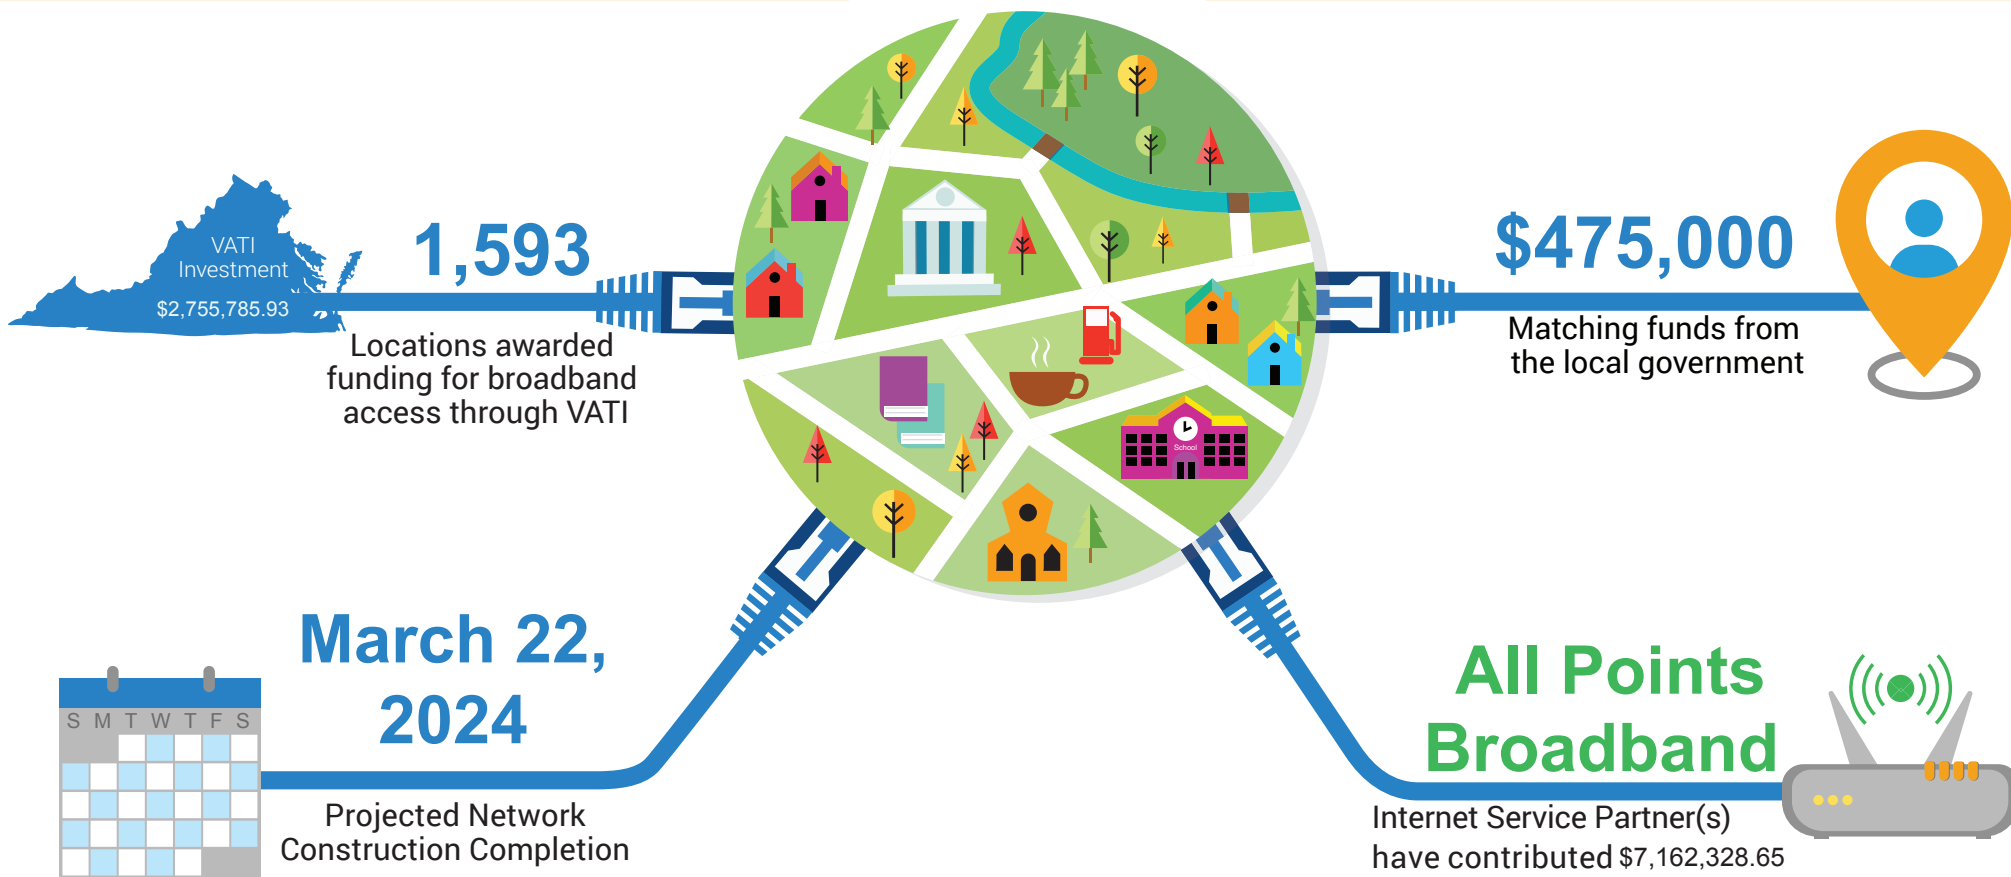 VATI
Investment
$2,755,785.93
1,593
Locations awarded
funding for broadband
access through VATI
$475,000
Matching funds from
the local government
School
March 22,
2024
S M T W T F S
Projected Network
Construction Completion
All Points
Broadband
Internet Service Partner(s)
have contributed $7,162,328.65